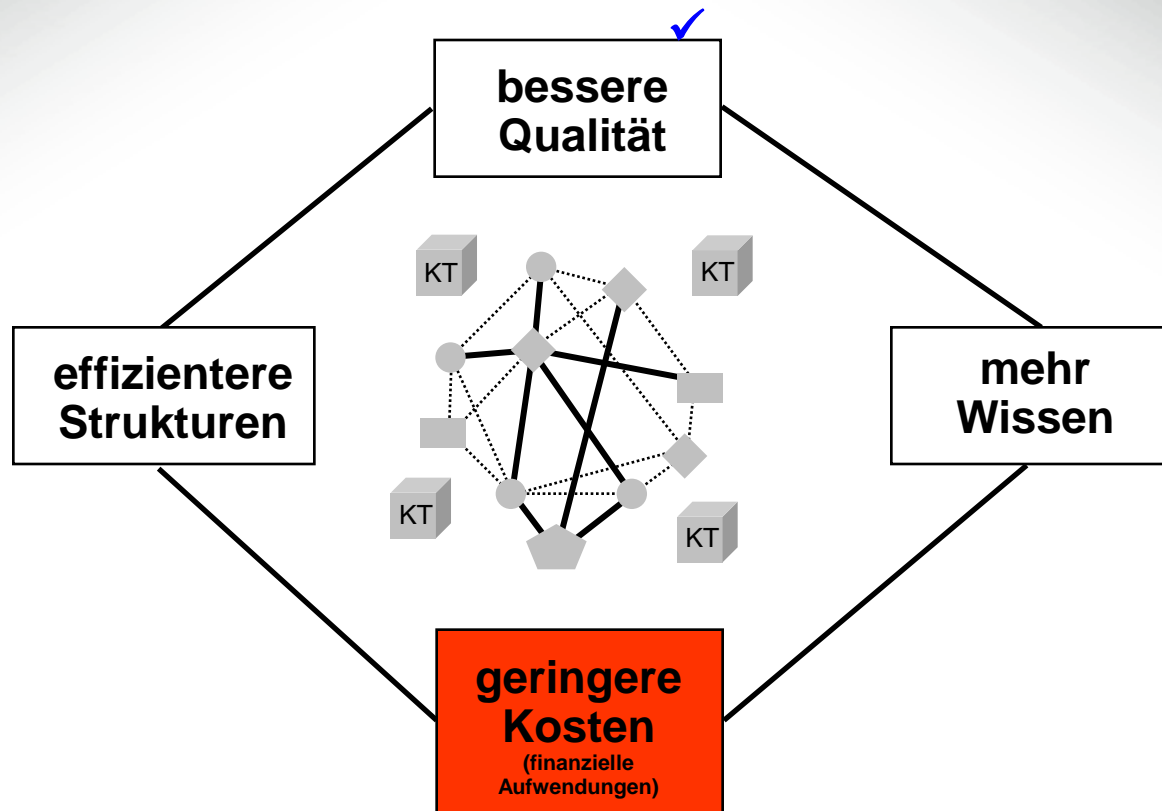 bessere
Qualität
KT
KT
effizientere
Strukturen
mehr
Wissen
KT
KT
geringere
Kosten
(finanzielle
Aufwendungen)